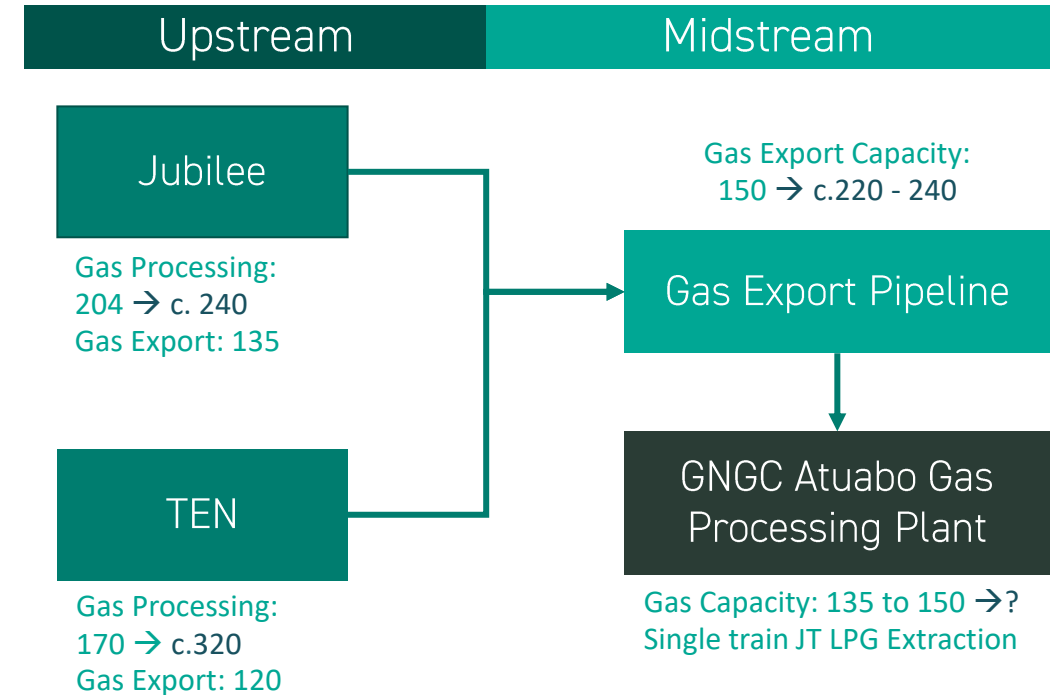 Upstream
Midstream
Jubilee
Gas Processing:
204 → c. 240
Gas Export: 135
TEN
Gas Processing:
170 → c.320
Gas Export: 120
Gas Export Capacity:
150 → c.220 - 240
Gas Export Pipeline
GNGC Atuabo Gas
Processing Plant
Gas Capacity: 135 to 150 →?
Single train JT LPG Extraction